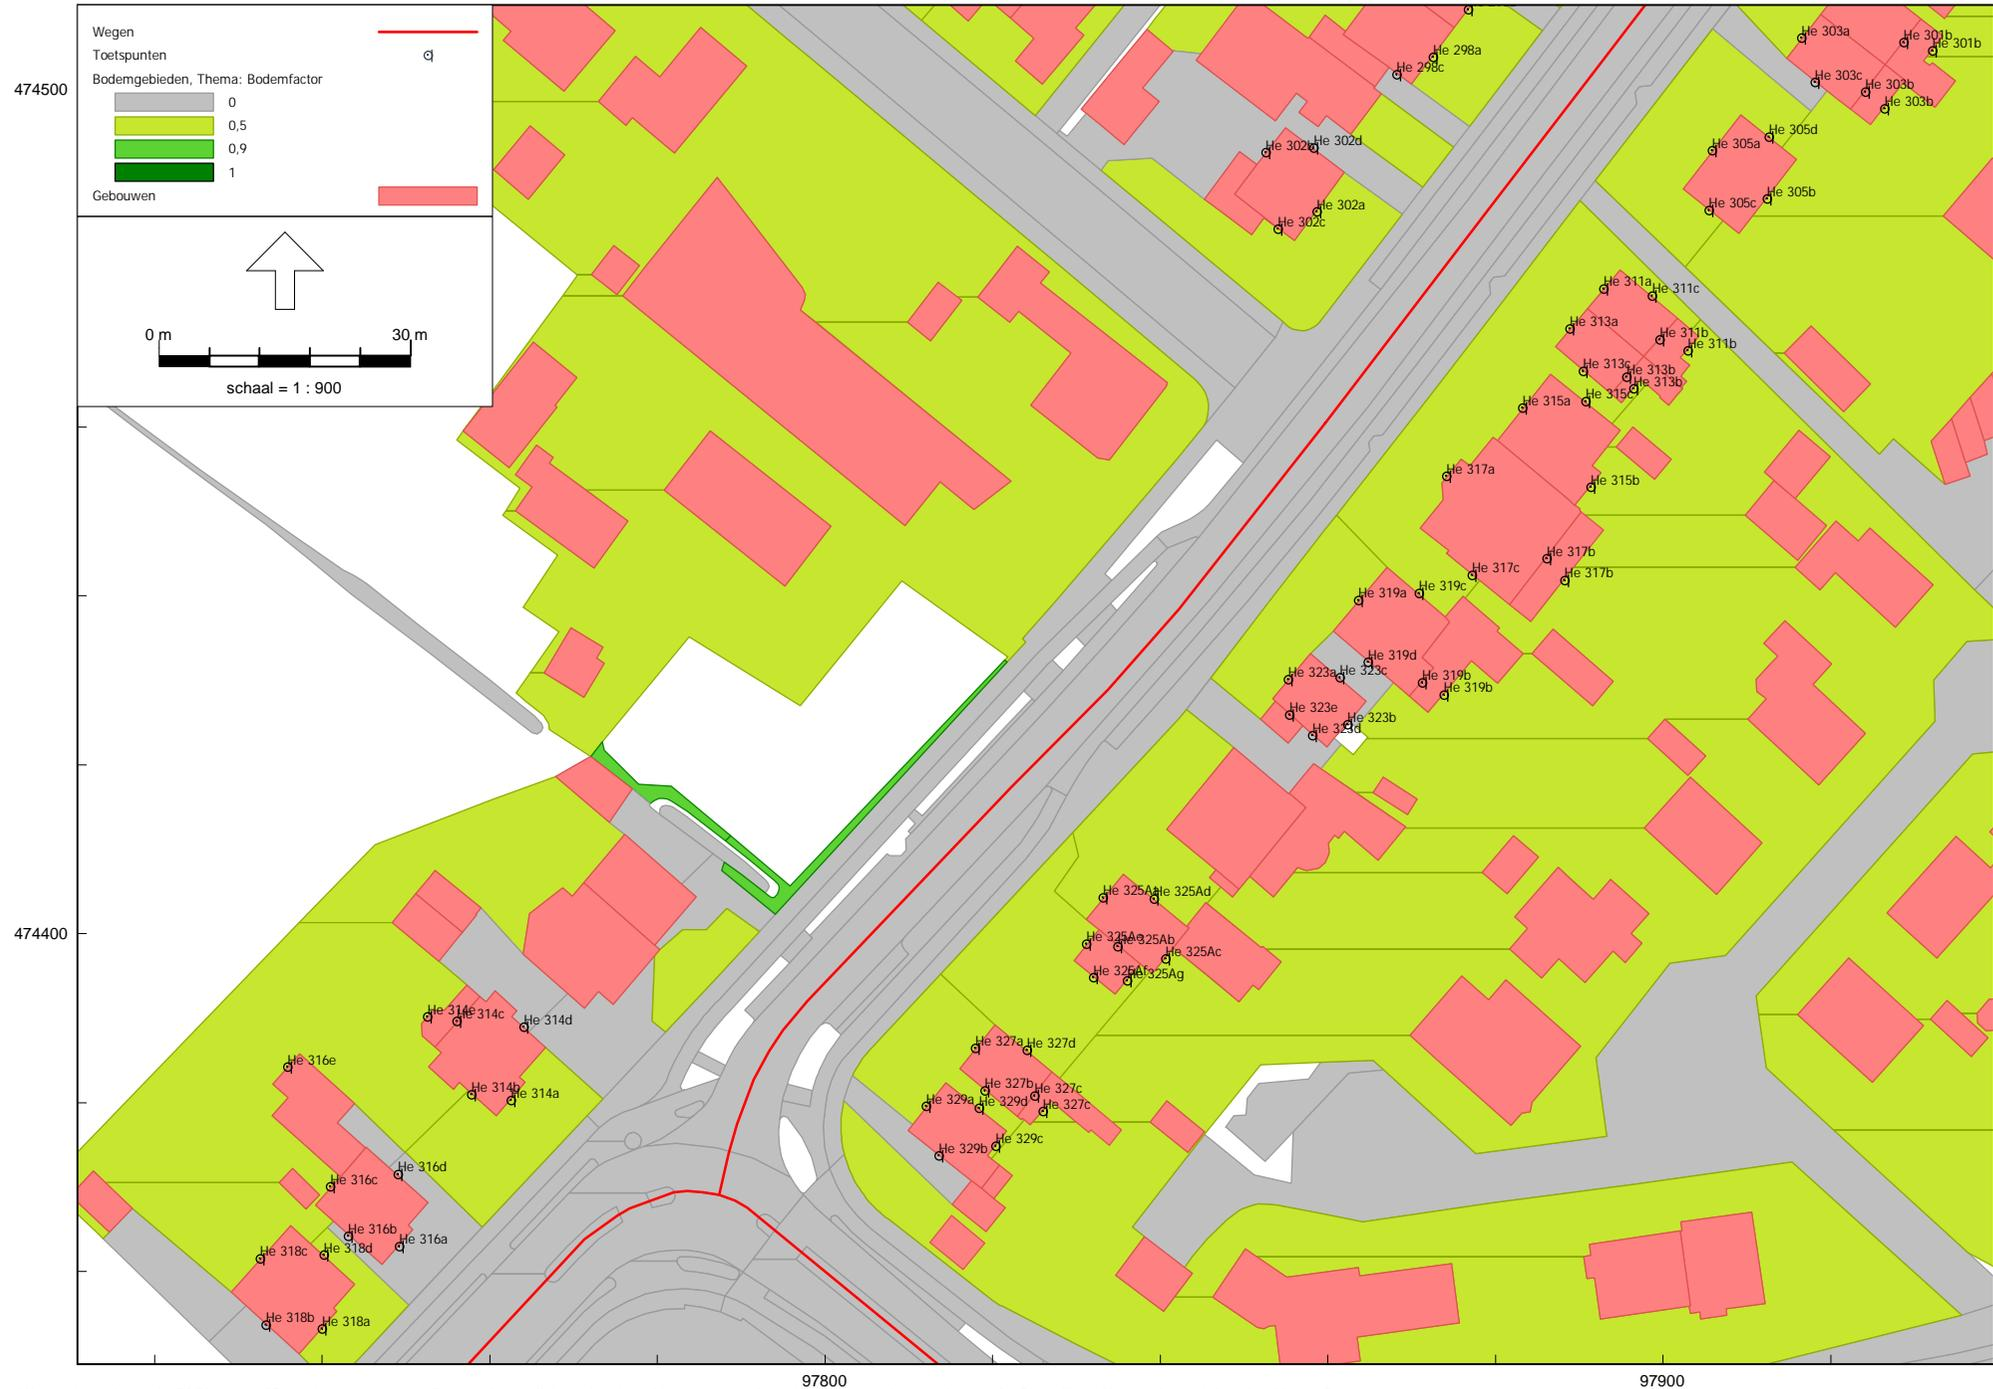 Wegen
Toetspunten
Bodemgebieden, Thema: Bodemfactor
0
0,5
0,9
1
Gebouwen
0 m 30 m
schaal = 1 : 900
474500
474400
97800
97900
He 298a
He 298c
He 303a
He 301b
He 301b
He 303c
He 303b
He 303b
He 302d
He 302a
He 302c
He 305d
He 305a
He 305b
He 305c
He 311a
He 311c
He 313a
He 311b
He 311b
He 313c
He 313b
He 313b
He 315a
He 315c
He 317a
He 315b
He 317b
He 317c
He 317b
He 319a
He 319c
He 319d
He 323a
He 323c
He 319b
He 319b
He 323e
He 323b
He 323d
He 325Ad
He 325Ab
He 325Ac
He 325Af
He 325Ag
He 327a
He 327d
He 327b
He 327c
He 327c
He 329a
He 329d
He 329c
He 329b
He 314e
He 314c
He 314d
He 314b
He 314a
He 316e
He 316d
He 316c
He 316b
He 316a
He 318c
He 318d
He 318b
He 318a